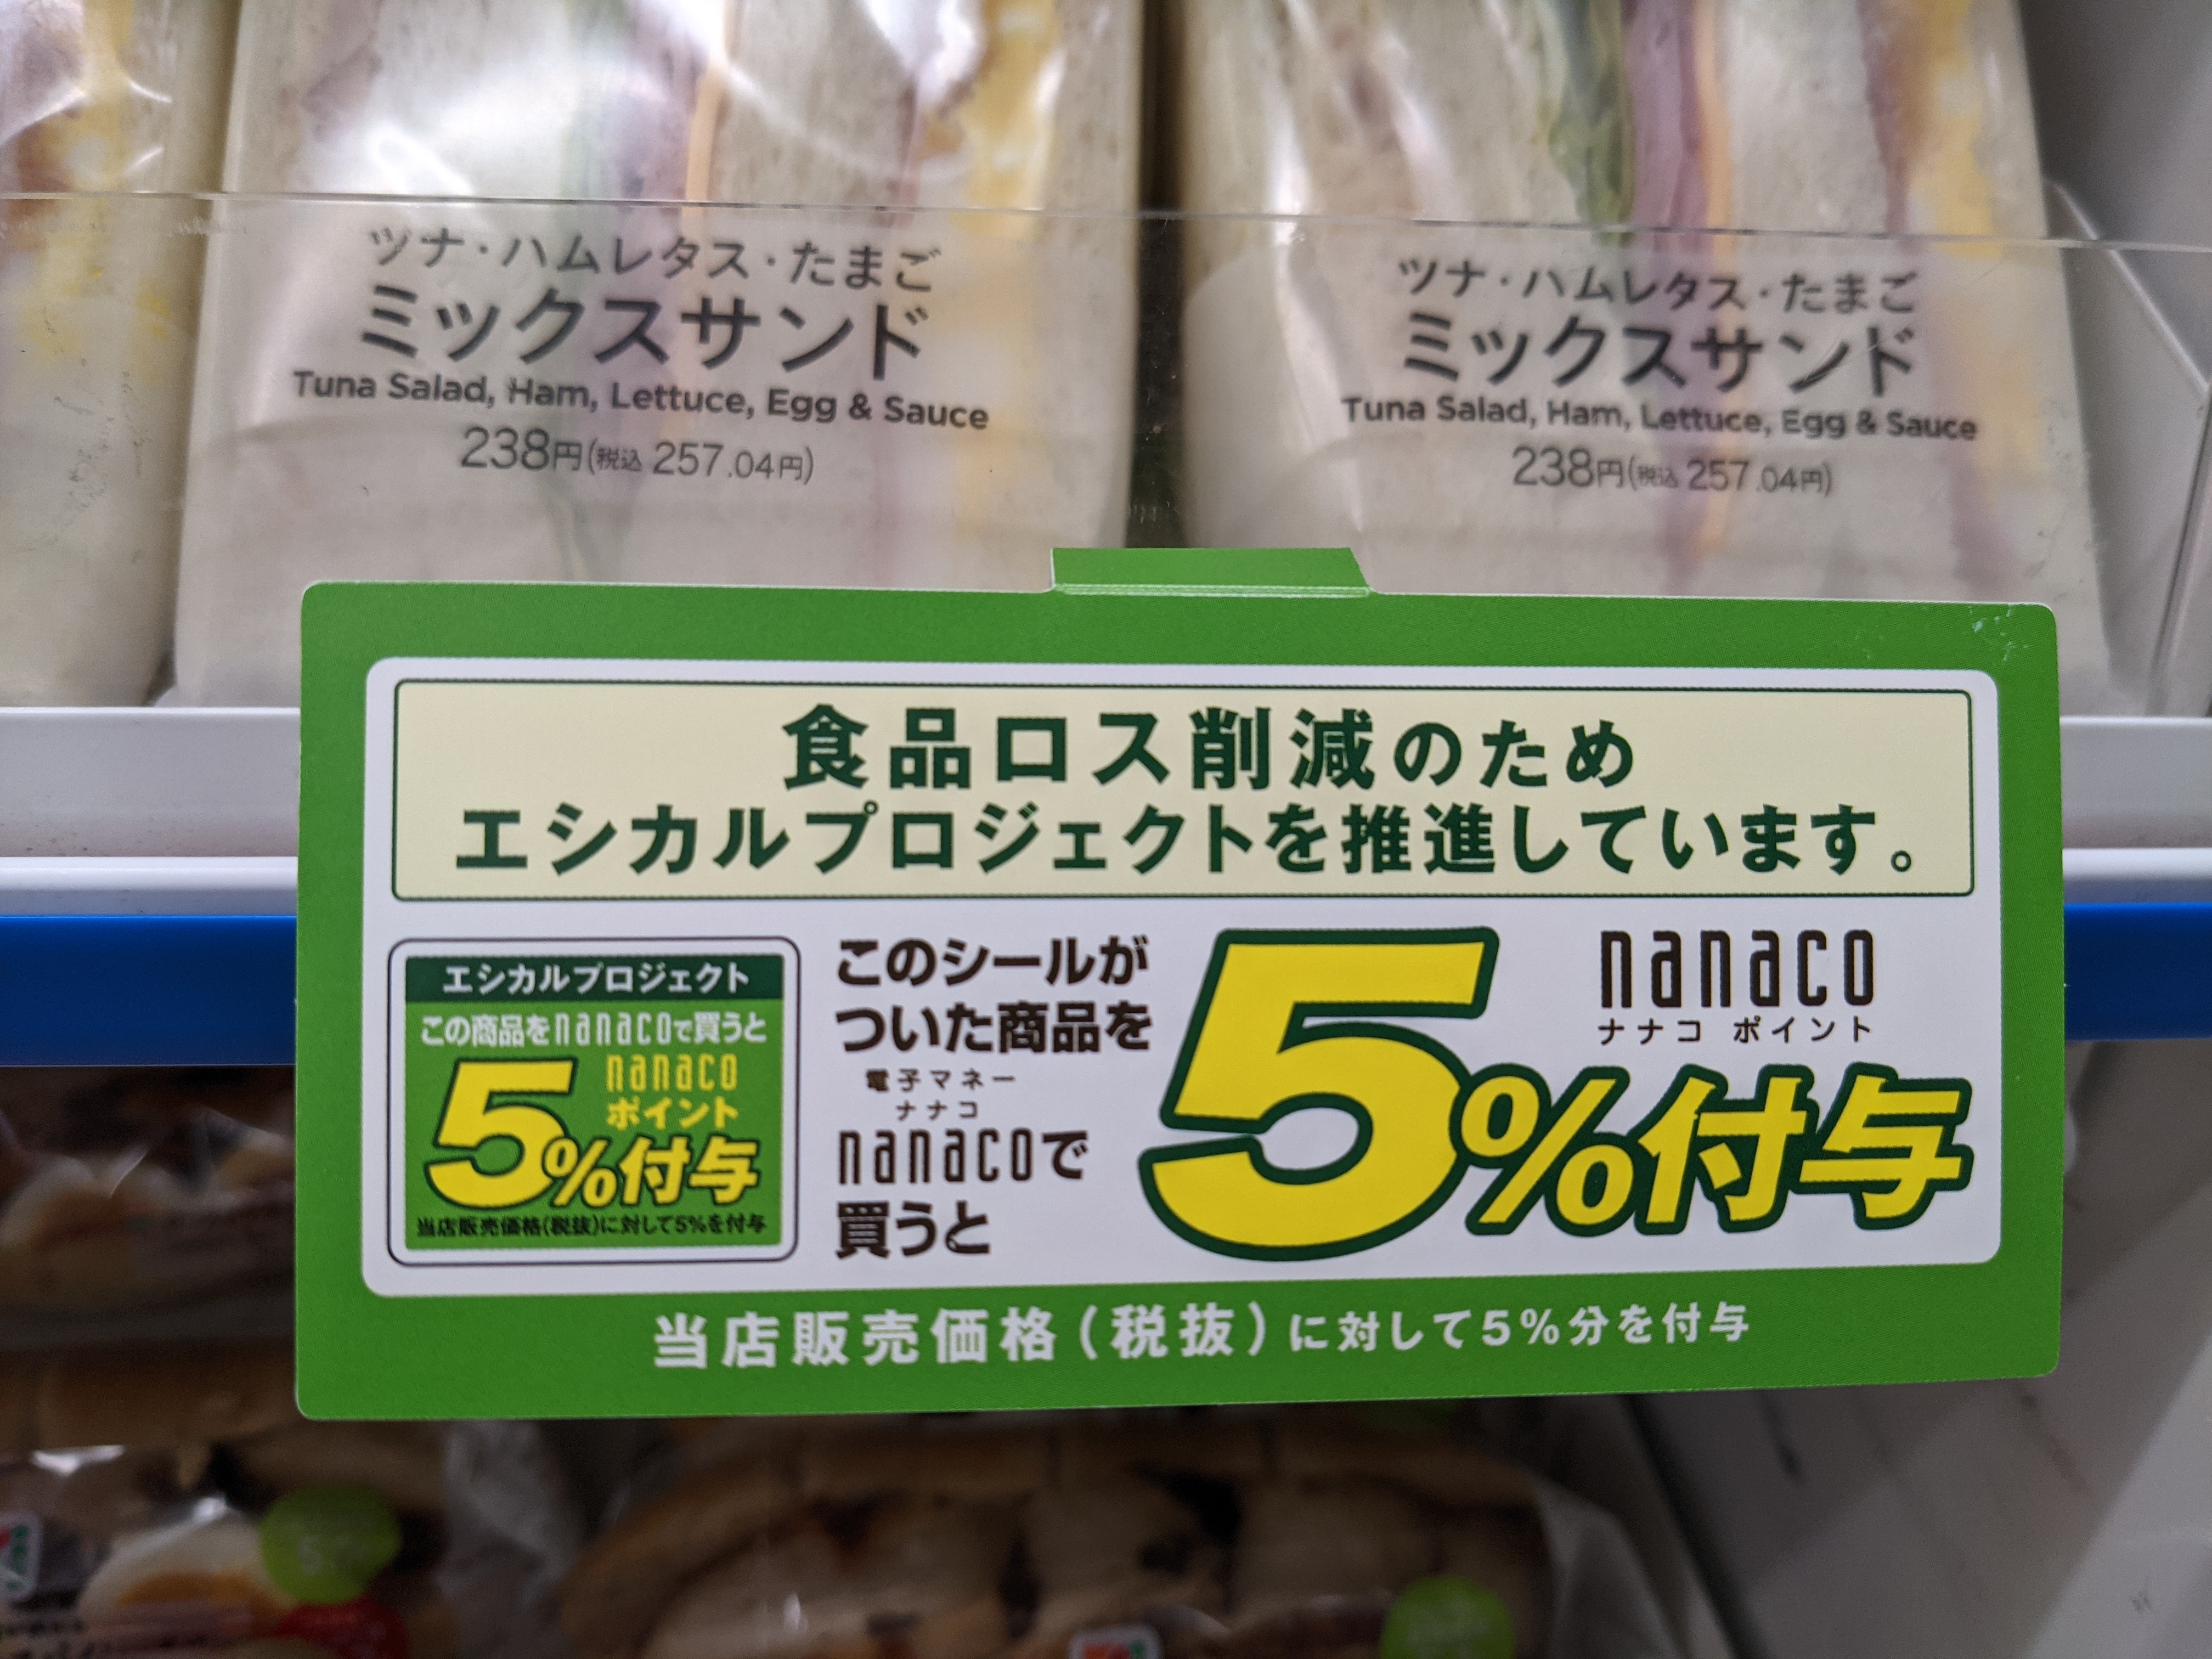 ツナ・ハムレタス・たまご
ミックスサンド
Tuna Salad, Ham, Lettuce, Egg & Sauce
238円(税込 257.04円)
ツナ・ハムレタス・たまご
ミックスサンド
Tuna Salad, Ham, Lettuce, Egg & Sauce
238円(税込 257.04円)
食品ロス削減のため
エシカルプロジェクトを推進しています。
エシカルプロジェクト
この商品をnanacoで買うと
5%付与
nanaco
ポイント
当店販売価格(税抜)に対して5%を付与
このシールが
ついた商品を
電子マネー
ナナコ
nanacoで
買うと
nanaco
ナナコ ポイント
5%付与
当店販売価格(税抜)に対して5%分を付与